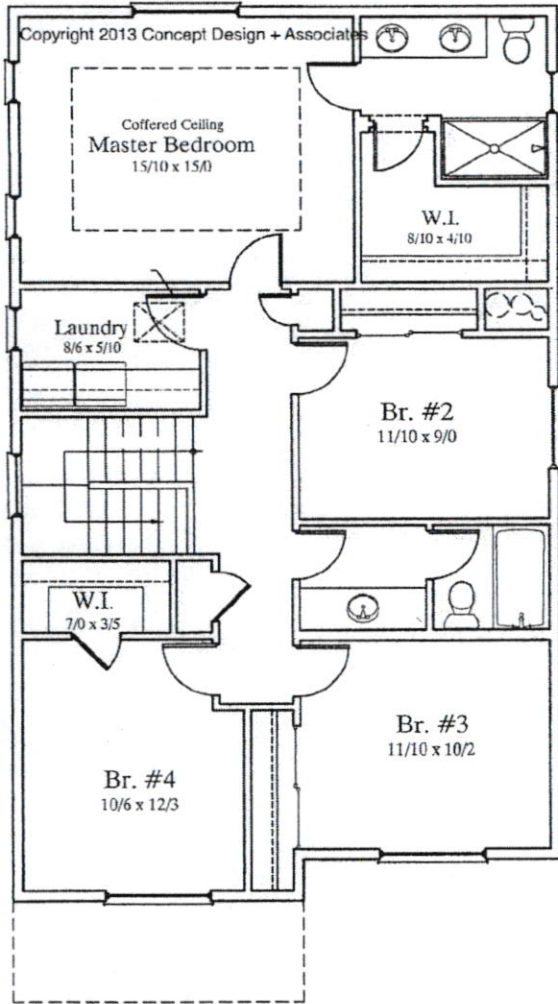 Copyright 2013 Concept Design + Associates
Coffered Ceiling
Master Bedroom
15/10 x 15/0
W.I.
8/10 x 4/10
Laundry
8/6 x 5/10
Br. #2
11/10 x 9/0
W.I.
7/0 x 3/5
Br. #3
11/10 x 10/2
Br. #4
10/6 x 12/3